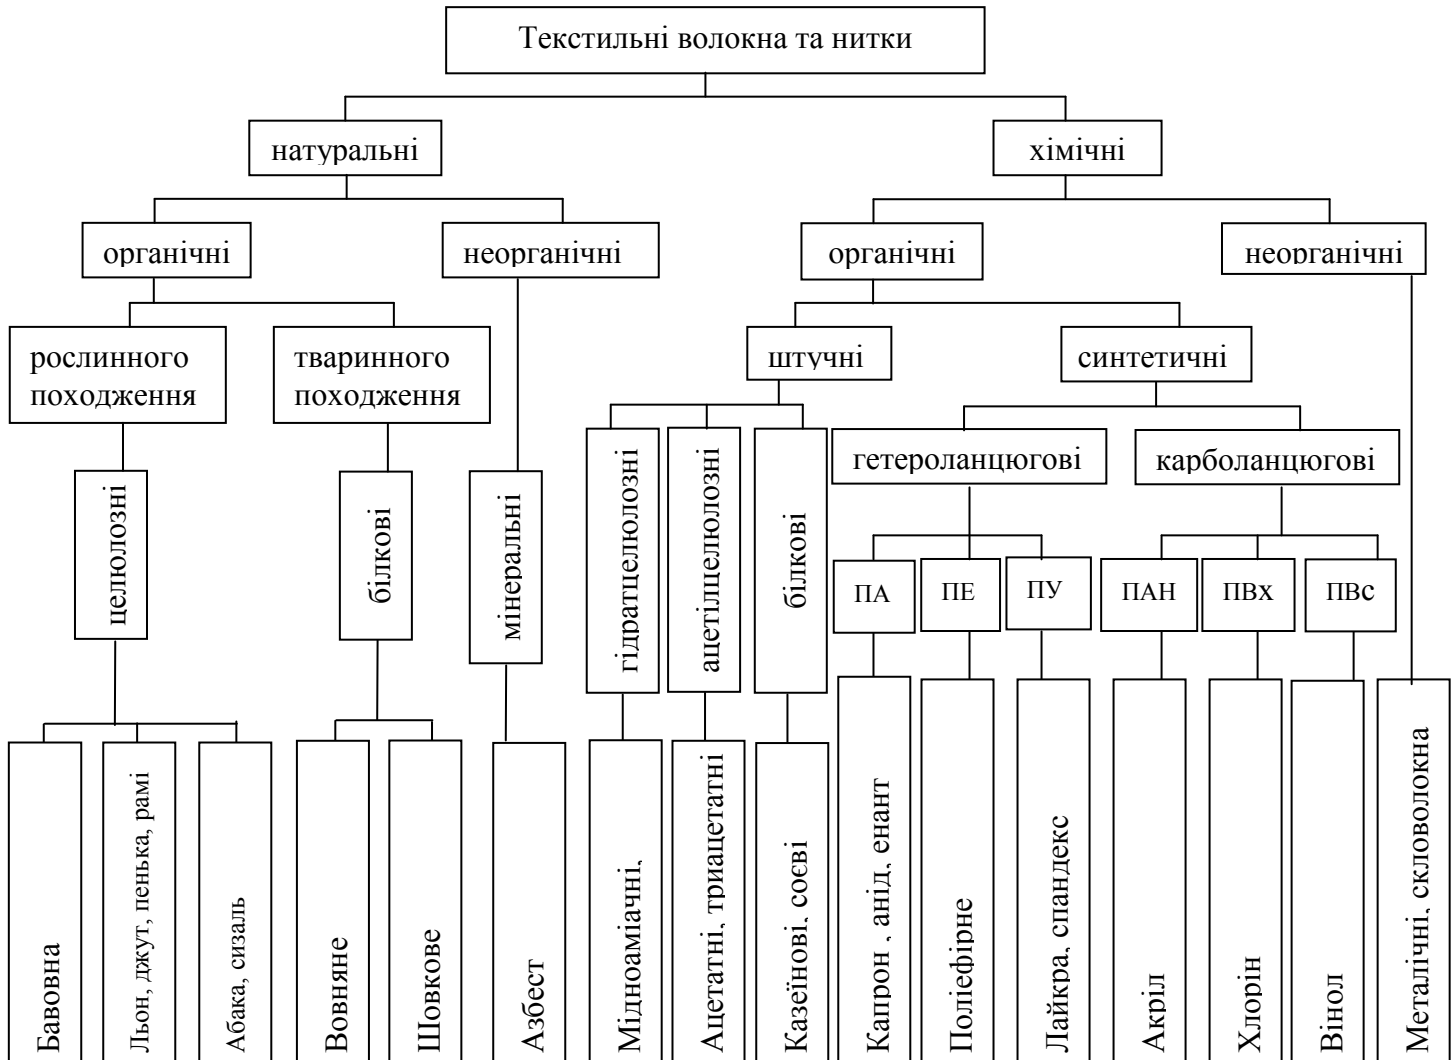 Текстильні волокна та нитки
натуральні
хімічні
органічні
неорганічні
органічні
неорганічні
рослинного
походження
тваринного
походження
штучні
синтетичні
гетероланцюгові
карболанцюгові
целюлозні
білкові
мінеральні
гідратцелюлозні
ацетілцелюлозні
білкові
ПА
ПЕ
ПУ
ПАН
ПВх
ПВс
Бавовна
Льон, джут, пенька, рамі
Абака, сизаль
Вовняне
Шовкове
Азбест
Мідноаміачні,
Ацетатні, триацетатні
Казеїнові, соєві
Капрон , анід, енант
Поліефірне
Лайкра, спандекс
Акріл
Хлорін
Вінол
Металічні, скловолокна